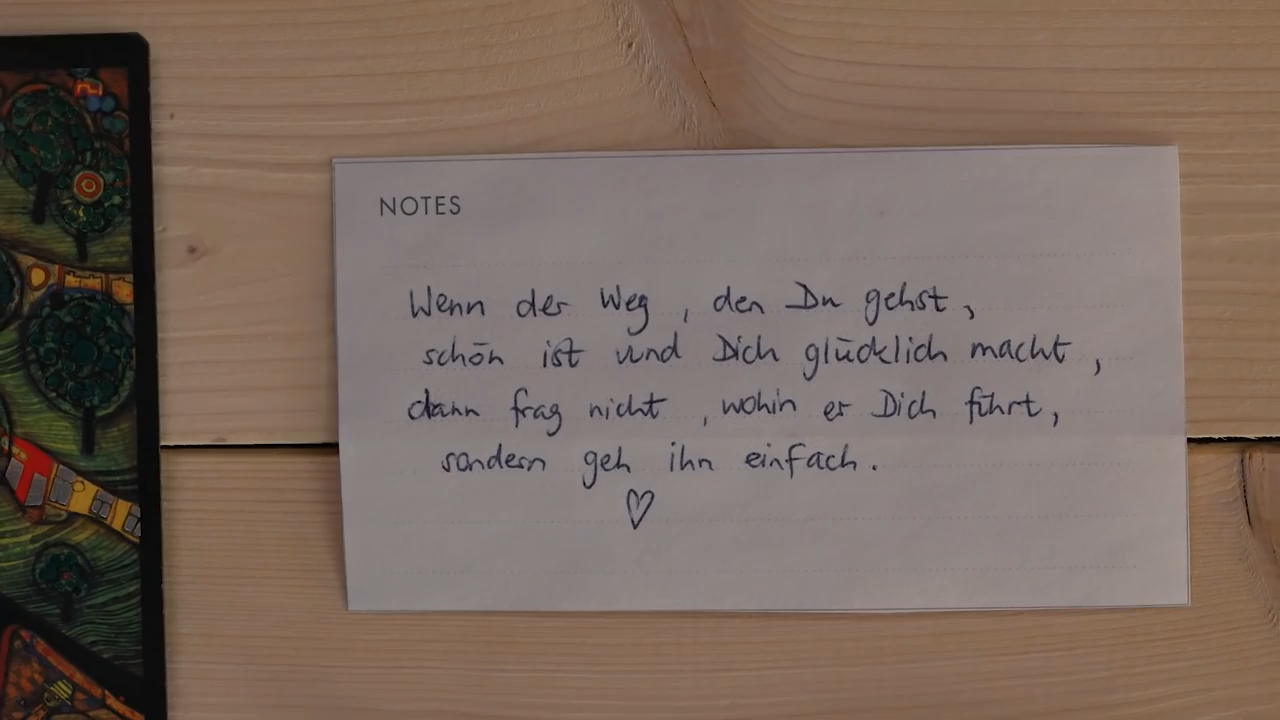 NOTES
Wenn der Weg, den Du gehst,
schön ist und Dich glücklich macht,
dann frag nicht, wohin er Dich führt,
sondern geh ihn einfach.
♡